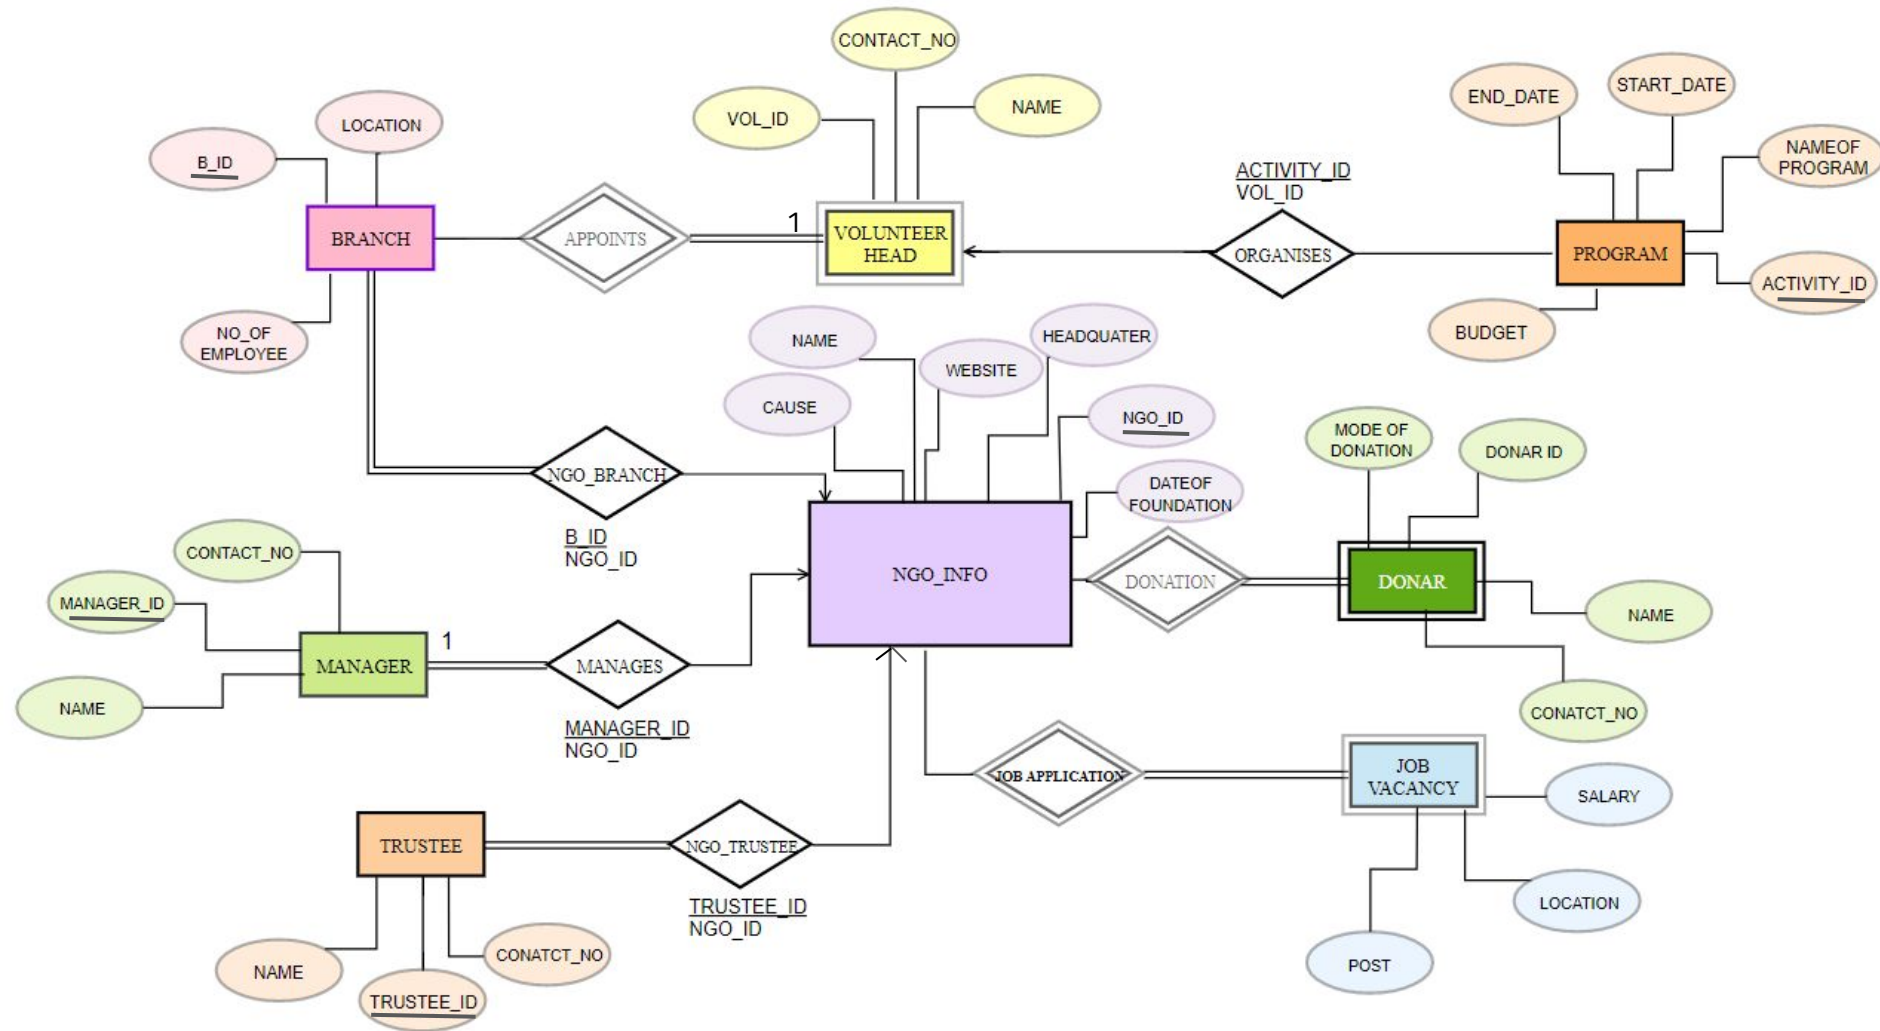 CONTACT_NO
VOL_ID
NAME
END_DATE
START_DATE
NAMEOF
PROGRAM
LOCATION
B_ID
BRANCH
APPOINTS
1
VOLUNTEER
HEAD
ACTIVITY_ID
VOL_ID
ORGANISES
PROGRAM
ACTIVITY_ID
BUDGET
NO_OF
EMPLOYEE
NAME
CAUSE
WEBSITE
HEADQUATER
NGO_ID
DATEOF
FOUNDATION
MODE OF
DONATION
DONAR ID
NGO_BRANCH
B_ID
NGO_ID
NGO_INFO
DONATION
DONAR
NAME
CONATCT_NO
CONTACT_NO
MANAGER_ID
NAME
MANAGER
1
MANAGES
MANAGER_ID
NGO_ID
JOB APPLICATION
JOB
VACANCY
SALARY
LOCATION
POST
TRUSTEE
NGO_TRUSTEE
TRUSTEE_ID
NGO_ID
NAME
TRUSTEE_ID
CONATCT_NO